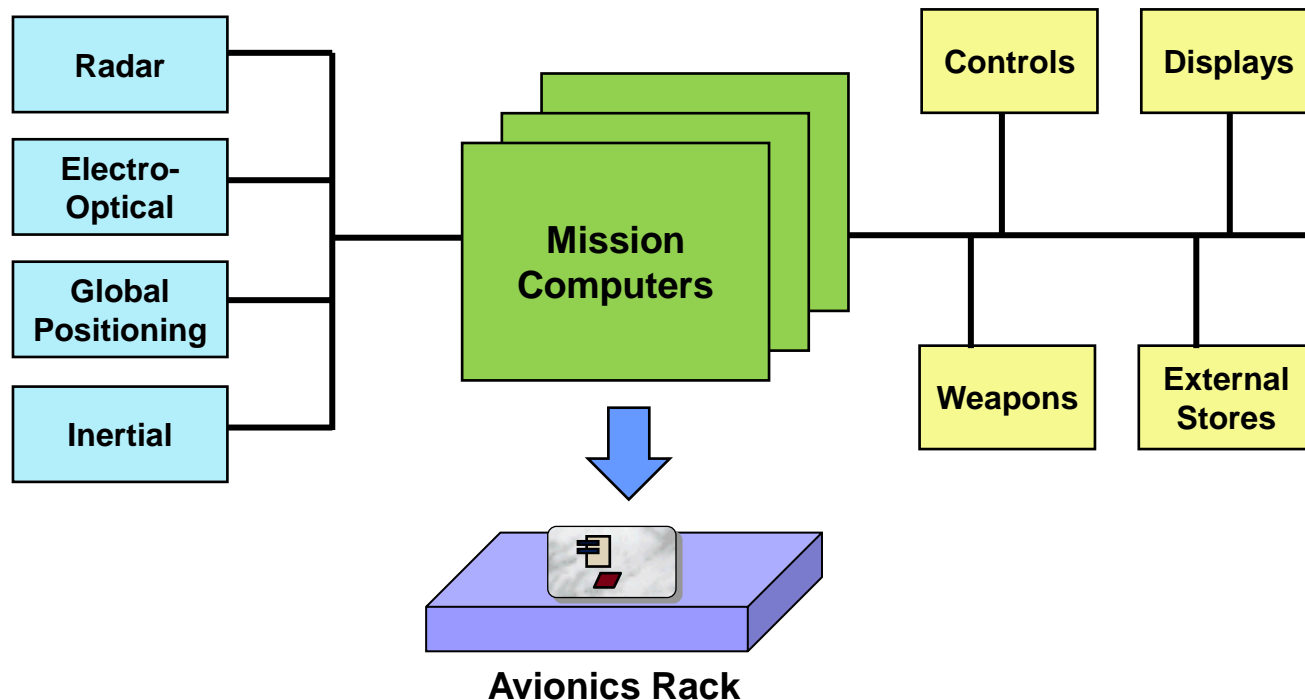 Radar
Electro-
Optical
Global
Positioning
Inertial
Mission
Computers
Controls
Displays
Weapons
External
Stores
Avionics Rack